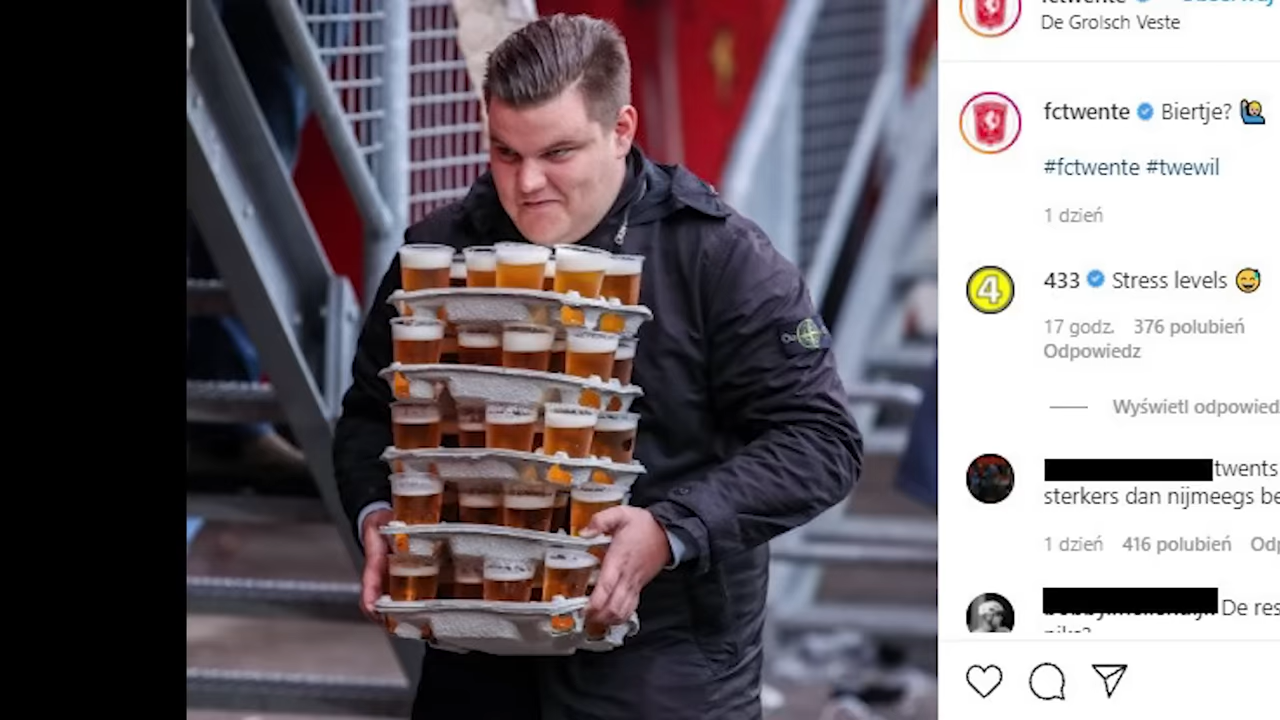 De Grolsch Veste
fctwente Biertje?
#fctwente #twewil
1 dzień
433 Stress levels
17 godz. 376 polubień
Odpowiedz
Wyświetl odpowied
twents
sterkers dan nijmeegs be
1 dzień 416 polubień Odp
De res